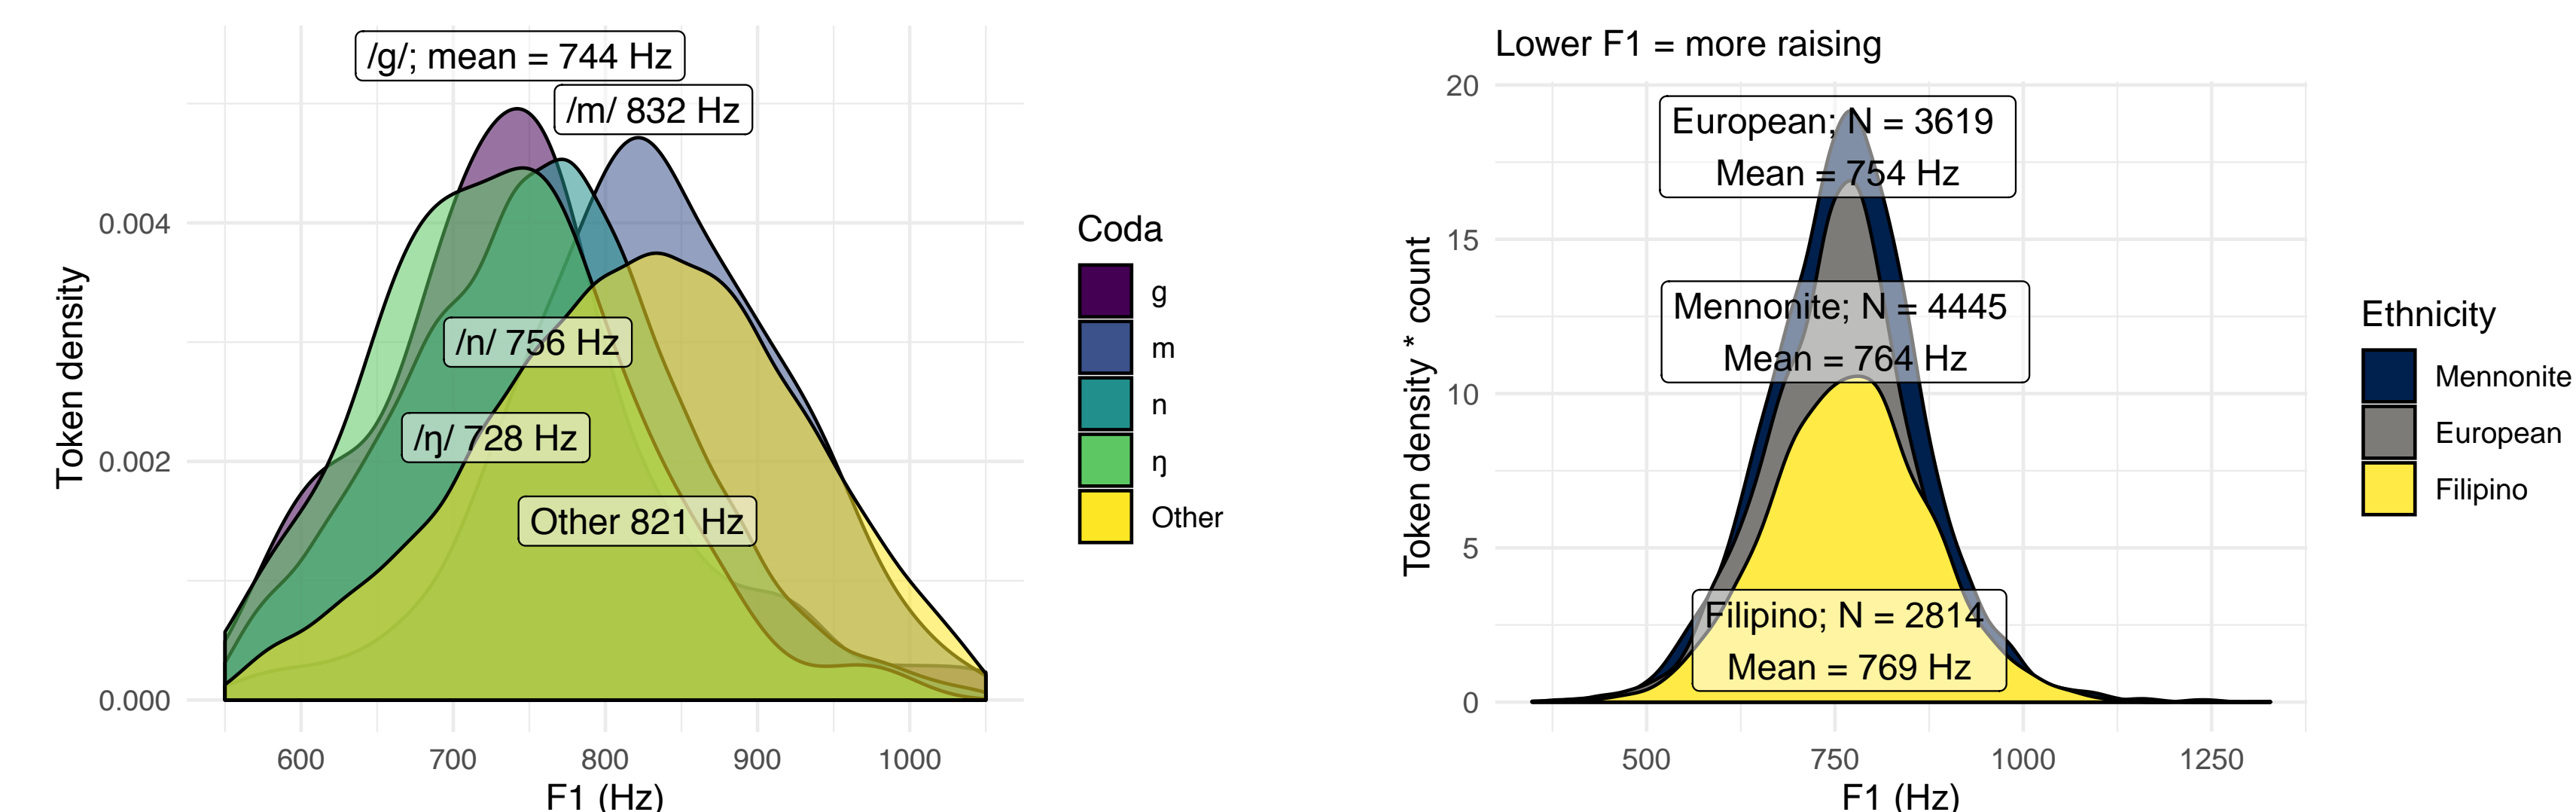 /g/; mean = 744 Hz
/m/ 832 Hz
/n/ 756 Hz
/ŋ/ 728 Hz
Other 821 Hz
Token density
0.004
0.002
0.000
600 700 800 900 1000
F1 (Hz)
Coda
g
m
n
ŋ
Other
Lower F1 = more raising
European; N = 3619
Mean = 754 Hz
Mennonite; N = 4445
Mean = 764 Hz
Filipino; N = 2814
Mean = 769 Hz
Token density * count
20
15
10
5
0
500 750 1000 1250
F1 (Hz)
Ethnicity
Mennonite
European
Filipino